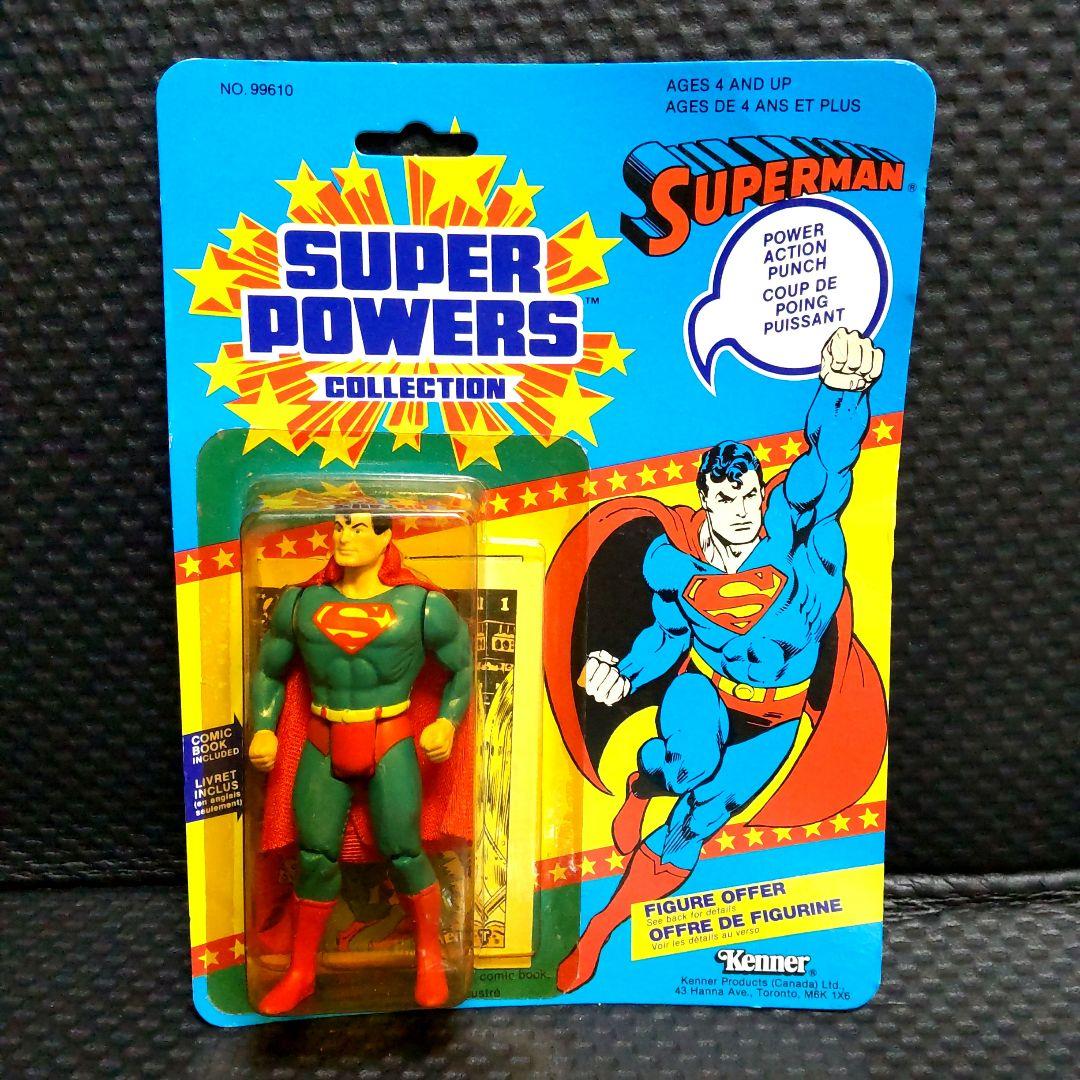 NO. 99610
AGES 4 AND UP
AGES DE 4 ANS ET PLUS
SUPERMAN®
SUPER
POWERS™
COLLECTION
POWER
ACTION
PUNCH
COUP DE
POING
PUISSANT
COMIC
BOOK
INCLUDED
LIVRET
INCLUS
(en anglais
seulement)
1
comic book.
FIGURE OFFER
See back for details
OFFRE DE FIGURINE
Voir les détails au verso
Kenner®
Kenner Products (Canada) Ltd.,
43 Hanna Ave., Toronto, M6K 1X6